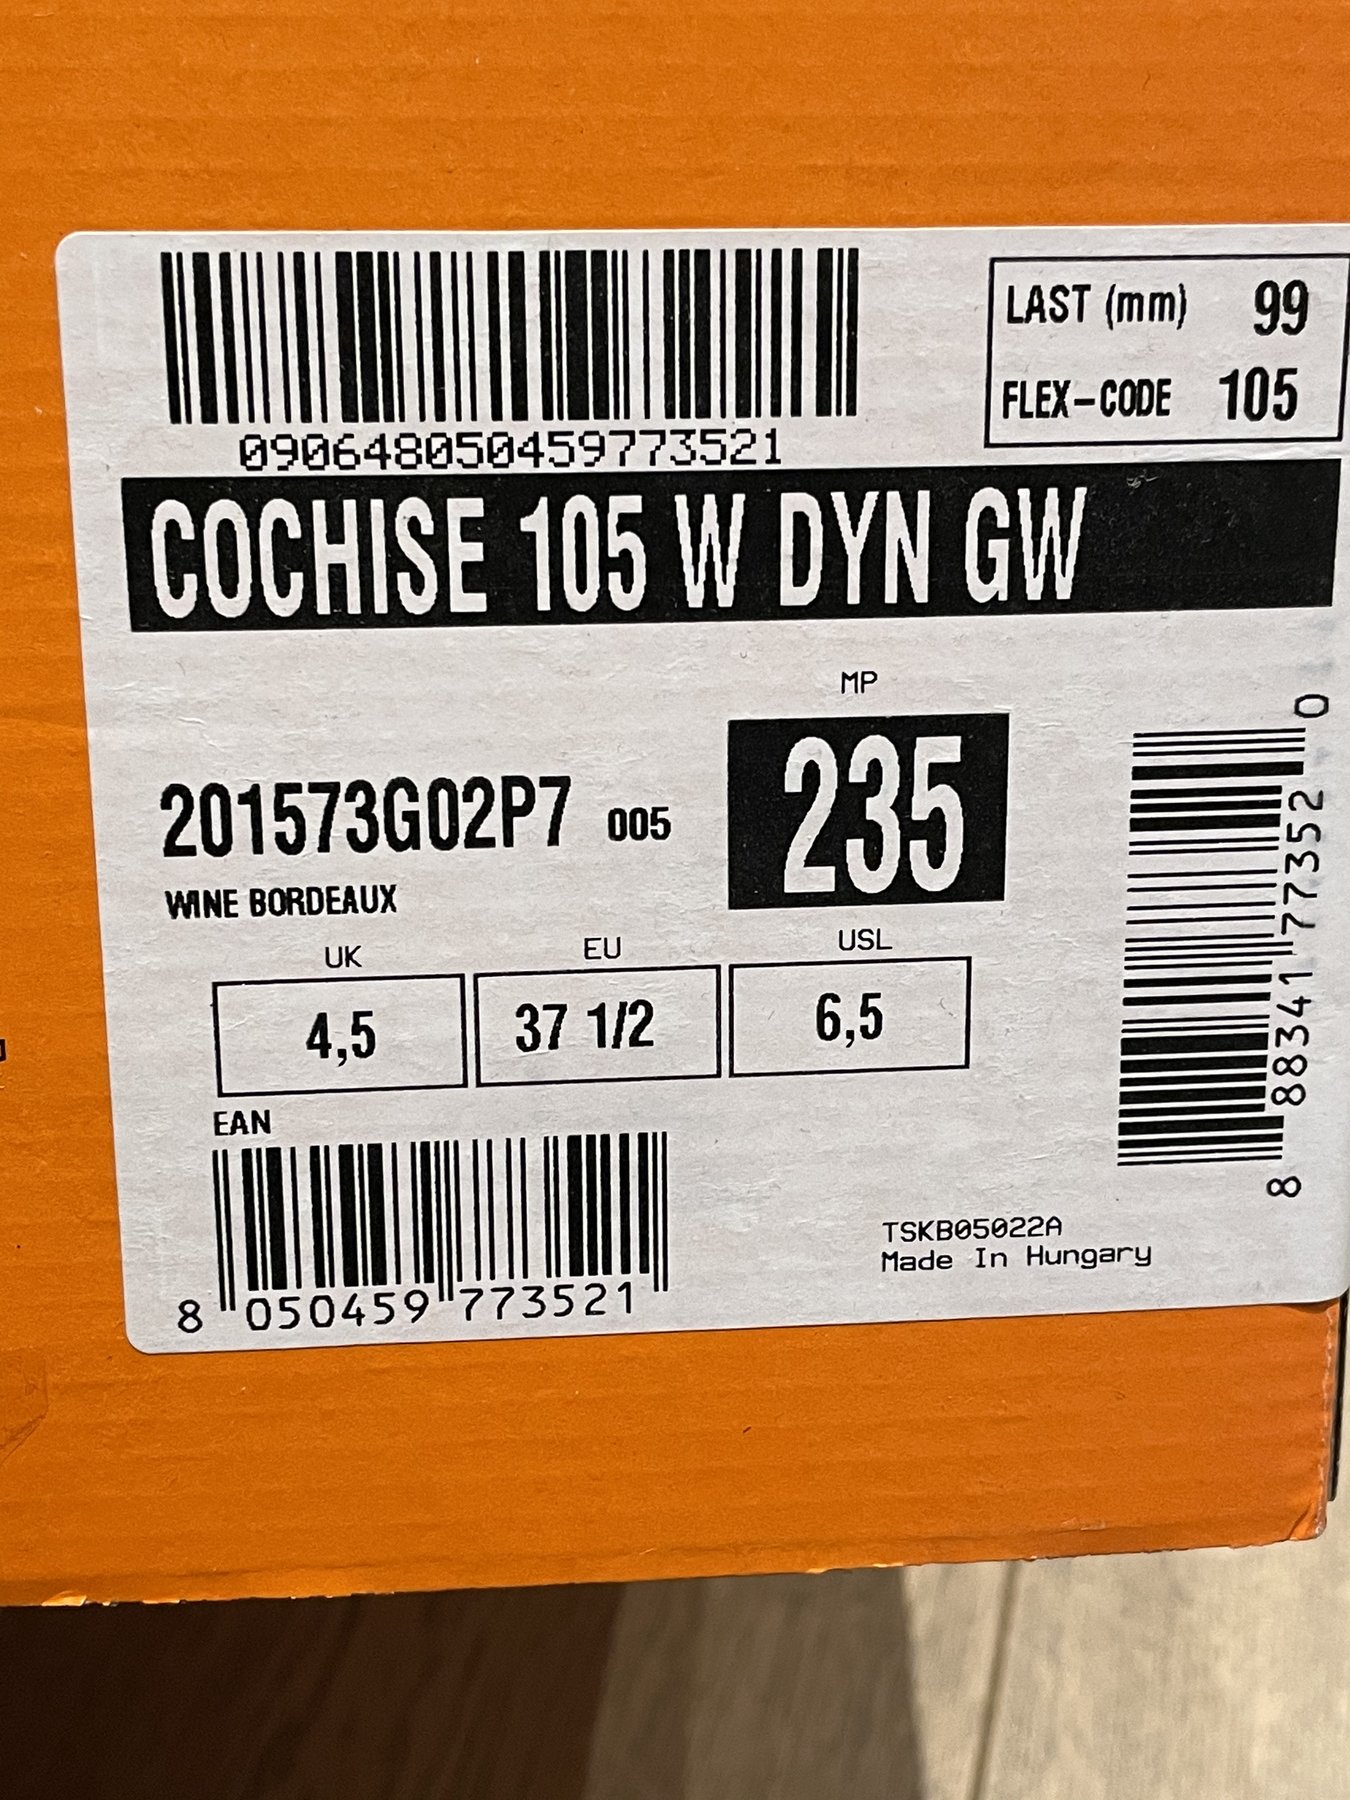 LAST (mm) 99
FLEX-CODE 105
090648050459773521
COCHISE 105 W DYN GW
MP
235
201573G02P7 005
WINE BORDEAUX
UK EU USL
4,5 37 1/2 6,5
EAN
8 050459 773521
8 88341 77352 0
TSKB05022A
Made In Hungary